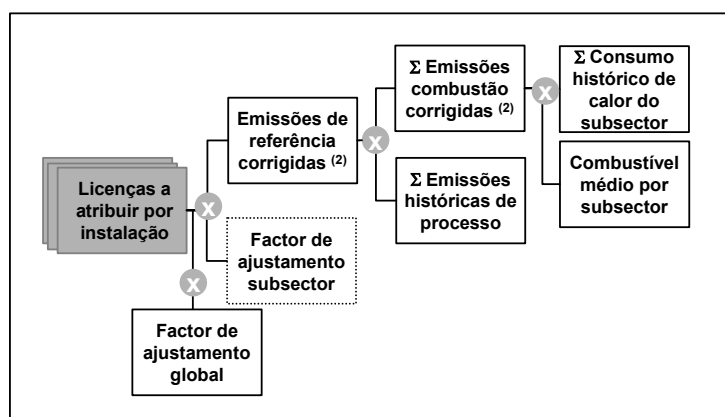 Licenças a
atribuir por
instalação
X
X
Factor de
ajustamento
global
Emissões de
referência
corrigidas (2)
Factor de
ajustamento
subsector
X
Σ Emissões
combustão
corrigidas (2)
Σ Emissões
históricas de
processo
X
Σ Consumo
histórico de
calor do
subsector
Combustível
médio por
subsector